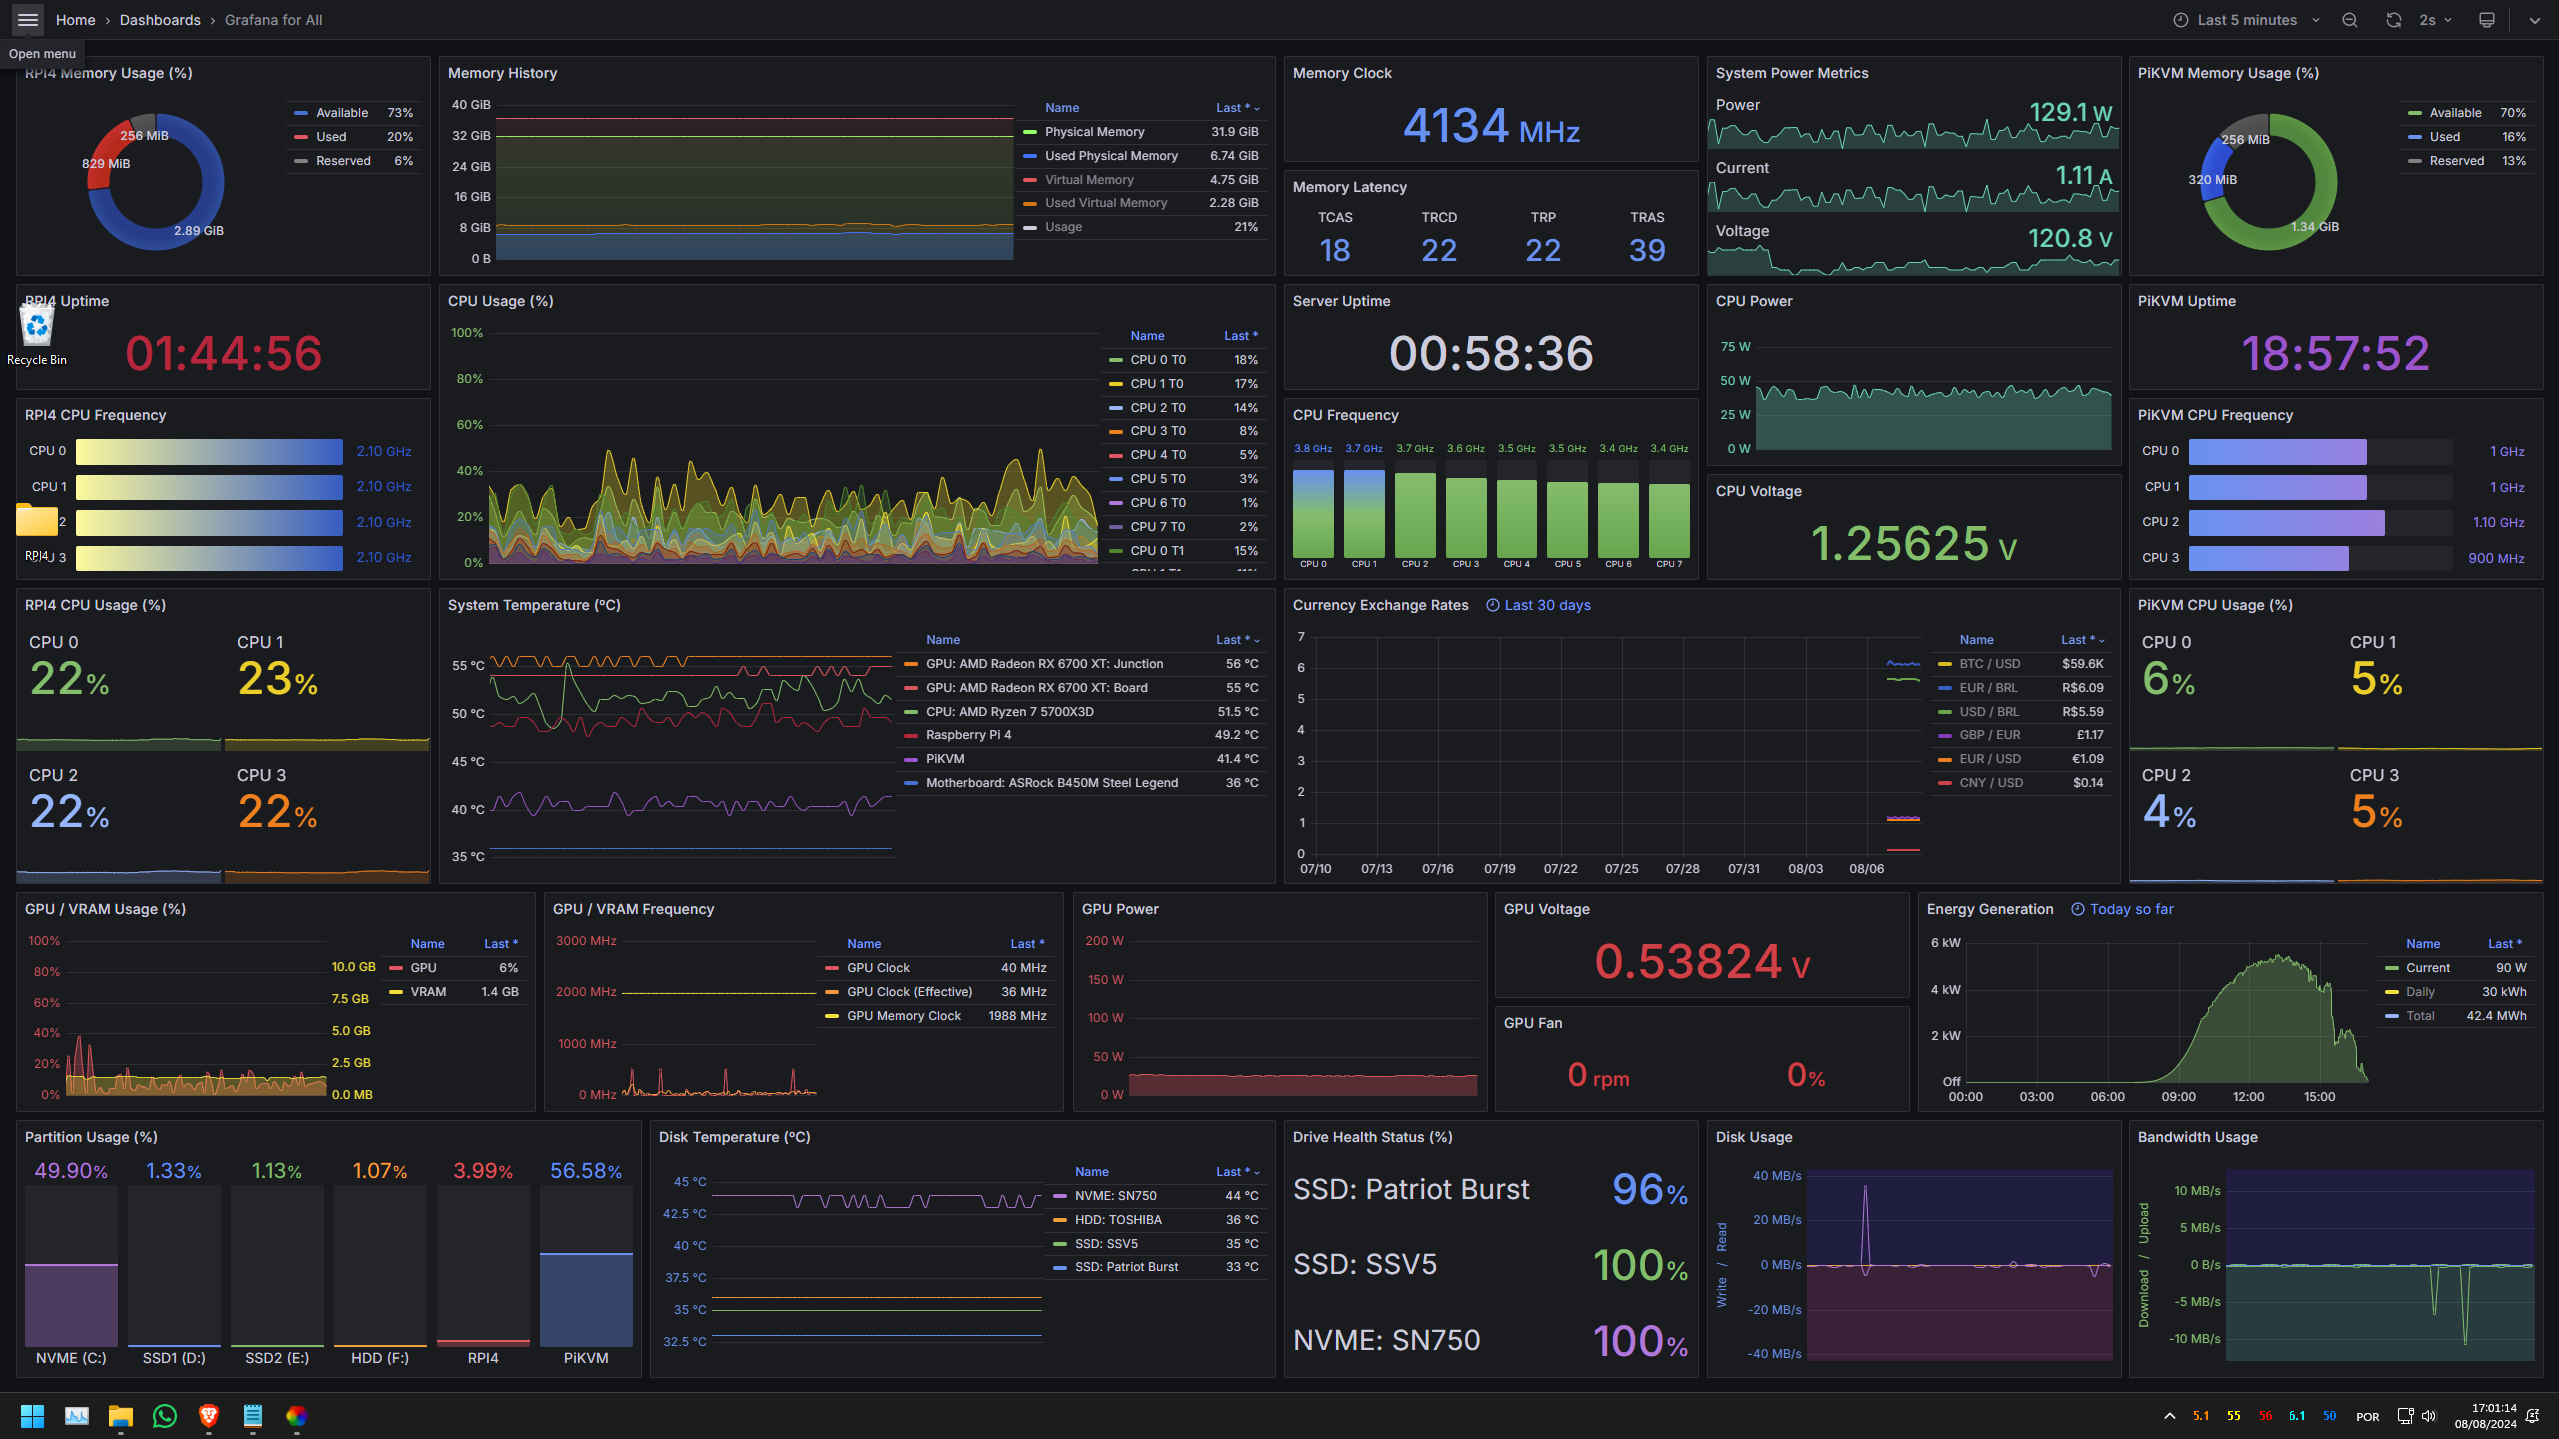 Home › Dashboards › Grafana for All
Last 5 minutes
2s
Open menu
RPI4 Memory Usage (%)
256 MiB
829 MiB
2.89 GiB
Available 73%
Used 20%
Reserved 6%
Memory History
40 GiB
32 GiB
24 GiB
16 GiB
8 GiB
0 B
Name Last *
Physical Memory 31.9 GiB
Used Physical Memory 6.74 GiB
Virtual Memory 4.75 GiB
Used Virtual Memory 2.28 GiB
Usage 21%
Memory Clock
4134 MHz
Memory Latency
TCAS TRCD TRP TRAS
18 22 22 39
System Power Metrics
Power
129.1 W
Current
1.11 A
Voltage
120.8 V
PiKVM Memory Usage (%)
256 MiB
320 MiB
1.34 GiB
Available 70%
Used 16%
Reserved 13%
RPI4 Uptime
01:44:56
Recycle Bin
RPI4 CPU Frequency
CPU 0 2.10 GHz
CPU 1 2.10 GHz
2 2.10 GHz
RPI4
U 3 2.10 GHz
CPU Usage (%)
100%
80%
60%
40%
20%
0%
Name Last *
CPU 0 T0 18%
CPU 1 T0 17%
CPU 2 T0 14%
CPU 3 T0 8%
CPU 4 T0 5%
CPU 5 T0 3%
CPU 6 T0 1%
CPU 7 T0 2%
CPU 0 T1 15%
Server Uptime
00:58:36
CPU Frequency
3.8 GHz 3.7 GHz 3.7 GHz 3.6 GHz 3.5 GHz 3.5 GHz 3.4 GHz 3.4 GHz
CPU 0 CPU 1 CPU 2 CPU 3 CPU 4 CPU 5 CPU 6 CPU 7
CPU Power
75 W
50 W
25 W
0 W
CPU Voltage
1.25625 V
PiKVM Uptime
18:57:52
PiKVM CPU Frequency
CPU 0 1 GHz
CPU 1 1 GHz
CPU 2 1.10 GHz
CPU 3 900 MHz
RPI4 CPU Usage (%)
CPU 0 CPU 1
22% 23%
CPU 2 CPU 3
22% 22%
System Temperature (ºC)
55 °C
50 °C
45 °C
40 °C
35 °C
Name Last *
GPU: AMD Radeon RX 6700 XT: Junction 56 °C
GPU: AMD Radeon RX 6700 XT: Board 55 °C
CPU: AMD Ryzen 7 5700X3D 51.5 °C
Raspberry Pi 4 49.2 °C
PiKVM 41.4 °C
Motherboard: ASRock B450M Steel Legend 36 °C
Currency Exchange Rates Last 30 days
7
6
5
4
3
2
1
0
07/10 07/13 07/16 07/19 07/22 07/25 07/28 07/31 08/03 08/06
Name Last *
BTC / USD $59.6K
EUR / BRL R$6.09
USD / BRL R$5.59
GBP / EUR £1.17
EUR / USD €1.09
CNY / USD $0.14
PiKVM CPU Usage (%)
CPU 0 CPU 1
6% 5%
CPU 2 CPU 3
4% 5%
GPU / VRAM Usage (%)
100%
80%
60%
40%
20%
0%
10.0 GB
7.5 GB
5.0 GB
2.5 GB
0.0 MB
Name Last *
GPU 6%
VRAM 1.4 GB
GPU / VRAM Frequency
3000 MHz
2000 MHz
1000 MHz
0 MHz
Name Last *
GPU Clock 40 MHz
GPU Clock (Effective) 36 MHz
GPU Memory Clock 1988 MHz
GPU Power
200 W
150 W
100 W
50 W
0 W
GPU Voltage
0.53824 V
GPU Fan
0 rpm 0%
Energy Generation Today so far
6 kW
4 kW
2 kW
Off
00:00 03:00 06:00 09:00 12:00 15:00
Name Last *
Current 90 W
Daily 30 kWh
Total 42.4 MWh
Partition Usage (%)
49.90% 1.33% 1.13% 1.07% 3.99% 56.58%
NVME (C:) SSD1 (D:) SSD2 (E:) HDD (F:) RPI4 PiKVM
Disk Temperature (ºC)
45 °C
42.5 °C
40 °C
37.5 °C
35 °C
32.5 °C
Name Last *
NVME: SN750 44 °C
HDD: TOSHIBA 36 °C
SSD: SSV5 35 °C
SSD: Patriot Burst 33 °C
Drive Health Status (%)
SSD: Patriot Burst 96%
SSD: SSV5 100%
NVME: SN750 100%
Disk Usage
Write / Read
40 MB/s
20 MB/s
0 MB/s
-20 MB/s
-40 MB/s
Bandwidth Usage
Download / Upload
10 MB/s
5 MB/s
0 B/s
-5 MB/s
-10 MB/s
5.1 55 56 6.1 50 POR
17:01:14
08/08/2024